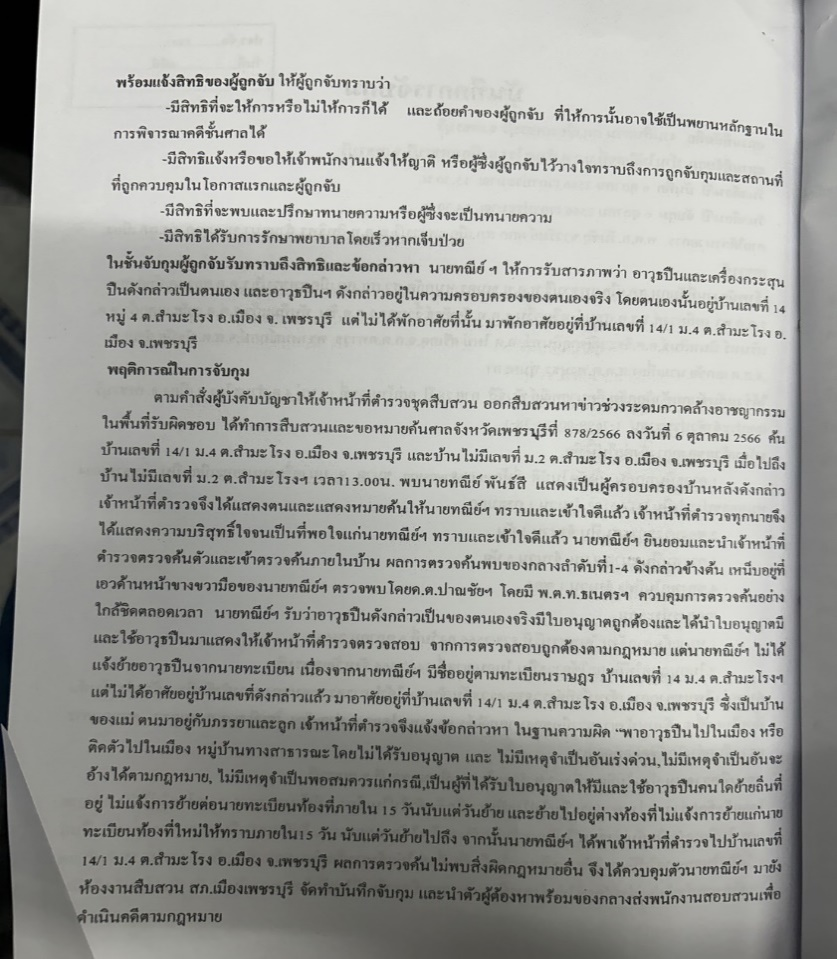 พร้อมแจ้งสิทธิของผู้ถูกจับ ให้ผู้ถูกจับทราบว่า
-มีสิทธิที่จะให้การหรือไม่ให้การก็ได้ และถ้อยคำของผู้ถูกจับ ที่ให้การนั้นอาจใช้เป็นพยานหลักฐานใน
การพิจารณาคดีชั้นศาลได้
-มีสิทธิแจ้งหรือขอให้เจ้าพนักงานแจ้งให้ญาติ หรือผู้ซึ่งผู้ถูกจับไว้วางใจทราบถึงการถูกจับกุมและสถานที่
ที่ถูกควบคุมในโอกาสแรกและผู้ถูกจับ
-มีสิทธิที่จะพบและปรึกษาทนายความหรือผู้ซึ่งจะเป็นทนายความ
-มีสิทธิได้รับการรักษาพยาบาลโดยเร็วหากเจ็บป่วย
ในชั้นจับกุมผู้ถูกจับรับทราบถึงสิทธิและข้อกล่าวหา นายทณีย์ ฯ ให้การรับสารภาพว่า อาวุธปืนและเครื่องกระสุน
ปืนดังกล่าวเป็นตนเอง และอาวุธปืนฯ ดังกล่าวอยู่ในความครอบครองของตนเองจริง โดยตนเองนั้นอยู่บ้านเลขที่ 14
หมู่ 4 ต.สำมะโรง อ.เมือง จ. เพชรบุรี แต่ไม่ได้พักอาศัยที่นั้น มาพักอาศัยอยู่ที่บ้านเลขที่ 14/1 ม.4 ต.สำมะโรง อ.
เมือง จ.เพชรบุรี
พฤติการณ์ในการจับกุม
ตามคำสั่งผู้บังคับบัญชาให้เจ้าหน้าที่ตำรวจชุดสืบสวน ออกสืบสวนหาข่าวช่วงระดมกวาดล้างอาชญากรรม
ในพื้นที่รับผิดชอบ ได้ทำการสืบสวนและขอหมายค้นศาลจังหวัดเพชรบุรีที่ 878/2566 ลงวันที่ 6 ตุลาคม 2566 ค้น
บ้านเลขที่ 14/1 ม.4 ต.สำมะโรง อ.เมือง จ.เพชรบุรี และบ้านไม่มีเลขที่ ม.2 ต.สำมะโรง อ.เมือง จ.เพชรบุรี เมื่อไปถึง
บ้านไม่มีเลขที่ ม.2 ต.สำมะโรงฯ เวลา13.00น. พบนายทณีย์ พันธ์สี แสดงเป็นผู้ครอบครองบ้านหลังดังกล่าว
เจ้าหน้าที่ตำรวจจึงได้แสดงตนและแสดงหมายค้นให้นายทณีย์ฯ ทราบและเข้าใจดีแล้ว เจ้าหน้าที่ตำรวจทุกนายจึง
ได้แสดงความบริสุทธิ์ใจจนเป็นที่พอใจแก่นายทณีย์ฯ ทราบและเข้าใจดีแล้ว นายทณีย์ฯ ยินยอมและนำเจ้าหน้าที่
ตำรวจตรวจค้นตัวและเข้าตรวจค้นภายในบ้าน ผลการตรวจค้นพบของกลางลำดับที่1-4 ดังกล่าวข้างต้น เหน็บอยู่ที่
เอวด้านหน้าขางขวามือของนายทณีย์ฯ ตรวจพบโดยด.ต.ปาณชัยฯ โดยมี พ.ต.ท.ธเนตรฯ ควบคุมการตรวจค้นอย่าง
ใกล้ชิดตลอดเวลา นายทณีย์ฯ รับว่าอาวุธปืนดังกล่าวเป็นของตนเองจริงมีใบอนุญาตถูกต้องและได้นำใบอนุญาตมี
และใช้อาวุธปืนมาแสดงให้เจ้าหน้าที่ตำรวจตรวจสอบ จากการตรวจสอบถูกต้องตามกฎหมาย แต่นายทณีย์ฯ ไม่ได้
แจ้งย้ายอาวุธปืนจากนายทะเบียน เนื่องจากนายทณีย์ฯ มีชื่ออยู่ตามทะเบียนราษฎร บ้านเลขที่ 14 ม.4 ต.สำมะโรงฯ
แต่ไม่ได้อาศัยอยู่บ้านเลขที่ดังกล่าวแล้ว มาอาศัยอยู่ที่บ้านเลขที่ 14/1 ม.4 ต.สำมะโรง อ.เมือง จ.เพชรบุรี ซึ่งเป็นบ้าน
ของแม่ ตนมาอยู่กับภรรยาและลูก เจ้าหน้าที่ตำรวจจึงแจ้งข้อกล่าวหา ในฐานความผิด “พาอาวุธปืนไปในเมือง หรือ
ติดตัวไปในเมือง หมู่บ้านทางสาธารณะโดยไม่ได้รับอนุญาต และ ไม่มีเหตุจำเป็นอันเร่งด่วน,ไม่มีเหตุจำเป็นอันจะ
อ้างได้ตามกฎหมาย, ไม่มีเหตุจำเป็นพอสมควรแก่กรณี,เป็นผู้ที่ได้รับใบอนุญาตให้มีและใช้อาวุธปืนคนใดย้ายถิ่นที่
อยู่ ไม่แจ้งการย้ายต่อนายทะเบียนท้องที่ภายใน 15 วันนับแต่วันย้าย และย้ายไปอยู่ต่างท้องที่ไม่แจ้งการย้ายแก่นาย
ทะเบียนท้องที่ใหม่ให้ทราบภายใน15 วัน นับแต่วันย้ายไปถึง จากนั้นนายทณีย์ฯ ได้พาเจ้าหน้าที่ตำรวจไปบ้านเลขที่
14/1 ม.4 ต.สำมะโรง อ.เมือง จ.เพชรบุรี ผลการตรวจค้นไม่พบสิ่งผิดกฎหมายอื่น จึงได้ควบคุมตัวนายทณีย์ฯ มายัง
ห้องงานสืบสวน สภ.เมืองเพชรบุรี จัดทำบันทึกจับกุม และนำตัวผู้ต้องหาพร้อมของกลางส่งพนักงานสอบสวนเพื่อ
ดำเนินคดีตามกฎหมาย